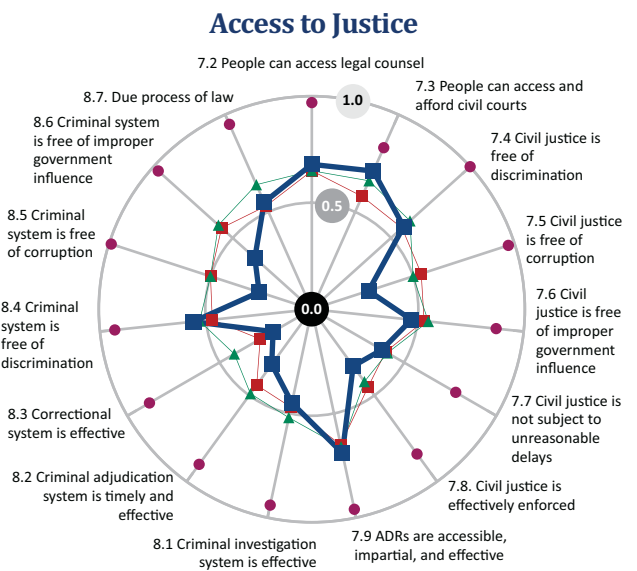 Access to Justice
7.2 People can access legal counsel
1.0
7.3 People can access and
afford civil courts
7.4 Civil justice is
free of
discrimination
7.5 Civil justice
is free of
corruption
7.6 Civil
justice is free
of improper
government
influence
7.7 Civil justice is
not subject to
unreasonable
delays
7.8. Civil justice is
effectively enforced
7.9 ADRs are accessible,
impartial, and effective
8.1 Criminal investigation
system is effective
8.2 Criminal adjudication
system is timely and
effective
8.3 Correctional
system is effective
8.4 Criminal
system is
free of
discrimination
8.5 Criminal
system is free
of corruption
8.6 Criminal system
is free of improper
government
influence
8.7. Due process of law
0.5
0.0